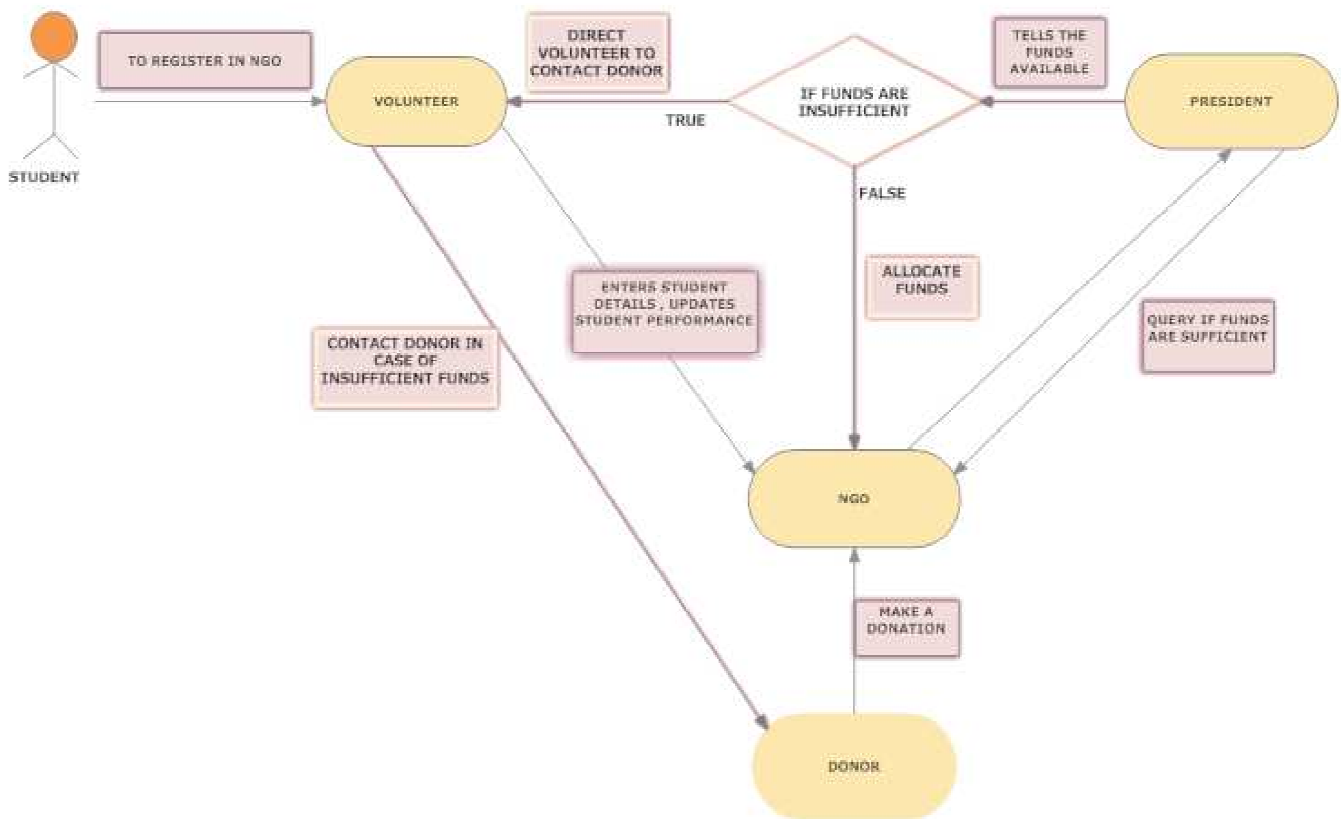 TO REGISTER IN NGO
STUDENT
VOLUNTEER
DIRECT
VOLUNTEER TO
CONTACT DONOR
TRUE
IF FUNDS ARE
INSUFFICIENT
FALSE
TELLS THE
FUNDS
AVAILABLE
PRESIDENT
ENTERS STUDENT
DETAILS , UPDATES
STUDENT PERFORMANCE
ALLOCATE
FUNDS
QUERY IF FUNDS
ARE SUFFICIENT
CONTACT DONOR IN
CASE OF
INSUFFICIENT FUNDS
NGO
MAKE A
DONATION
DONOR